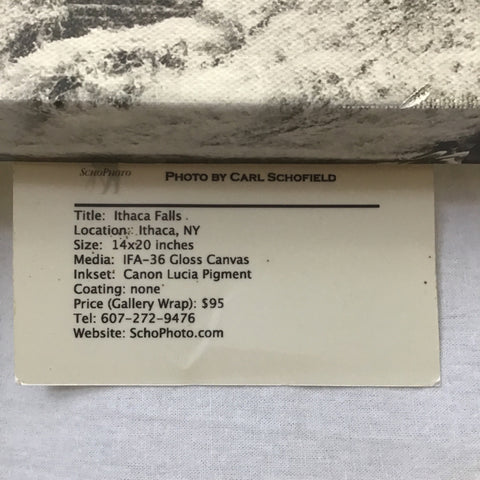 SchoPhoto
Photo by Carl Schofield
Title: Ithaca Falls
Location: Ithaca, NY
Size: 14x20 inches
Media: IFA-36 Gloss Canvas
Inkset: Canon Lucia Pigment
Coating: none
Price (Gallery Wrap): $95
Tel: 607-272-9476
Website: SchoPhoto.com